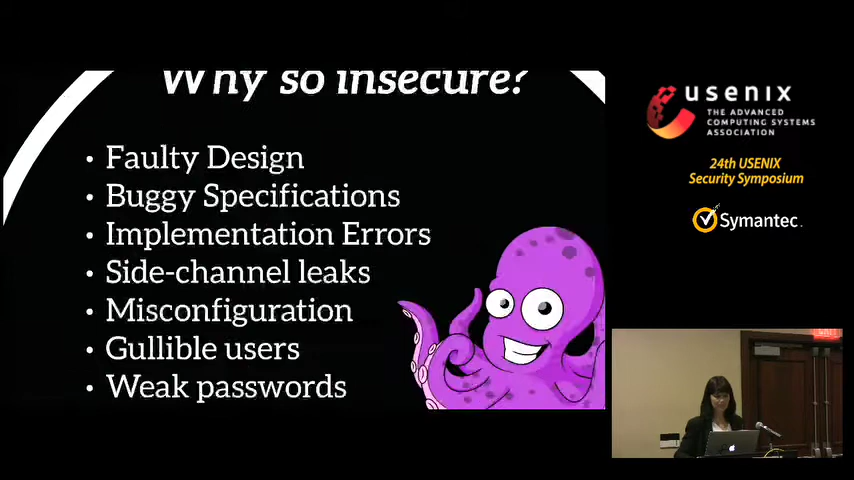 Why so insecure?
• Faulty Design
• Buggy Specifications
• Implementation Errors
• Side-channel leaks
• Misconfiguration
• Gullible users
• Weak passwords
usenix
THE ADVANCED
COMPUTING SYSTEMS
ASSOCIATION
24th USENIX
Security Symposium
Symantec.